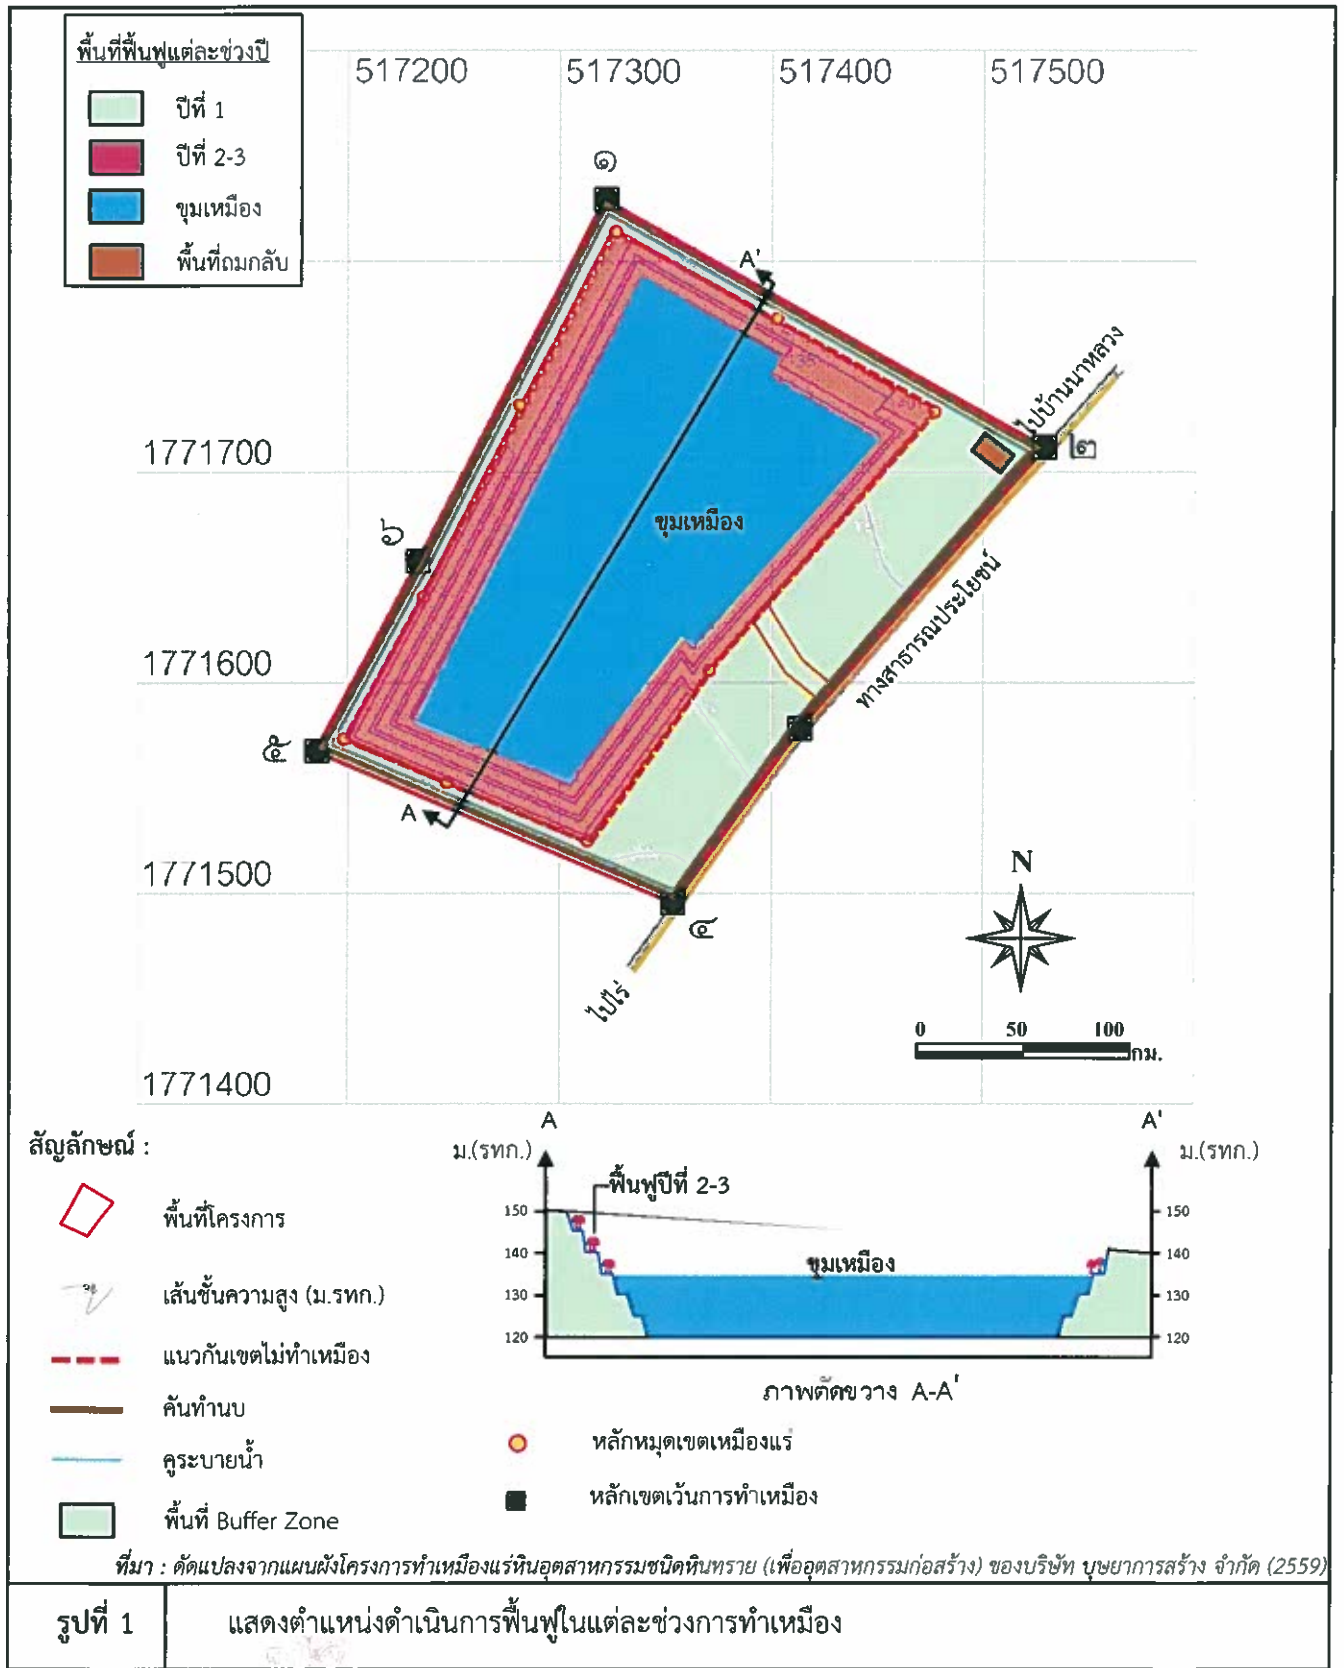 พื้นที่ฟื้นฟูแต่ละช่วงปี
ปีที่ 1
ปีที่ 2-3
ขุมเหมือง
พื้นที่ถมกลับ
517200
517300
517400
517500
๑
A'
ไปบ้านนาหลวง
๒
1771700
ขุมเหมือง
๖
ทางสาธารณประโยชน์
1771600
๕
A
1771500
๔
ไปไร่
N
0 50 100
กม.
1771400
สัญลักษณ์ :
พื้นที่โครงการ
เส้นชั้นความสูง (ม.รทก.)
แนวกันเขตไม่ทำเหมือง
คันทำนบ
คูระบายน้ำ
พื้นที่ Buffer Zone
A
A'
ม.(รทก.)
ม.(รทก.)
ฟื้นฟูปีที่ 2-3
150
150
140
140
ขุมเหมือง
130
130
120
120
ภาพตัดขวาง A-A'
หลักหมุดเขตเหมืองแร่
หลักเขตเว้นการทำเหมือง
ที่มา : ดัดแปลงจากแผนผังโครงการทำเหมืองแร่หินอุตสาหกรรมชนิดหินทราย (เพื่ออุตสาหกรรมก่อสร้าง) ของบริษัท บุษยาการสร้าง จำกัด (2559)
รูปที่ 1
แสดงตำแหน่งดำเนินการฟื้นฟูในแต่ละช่วงการทำเหมือง